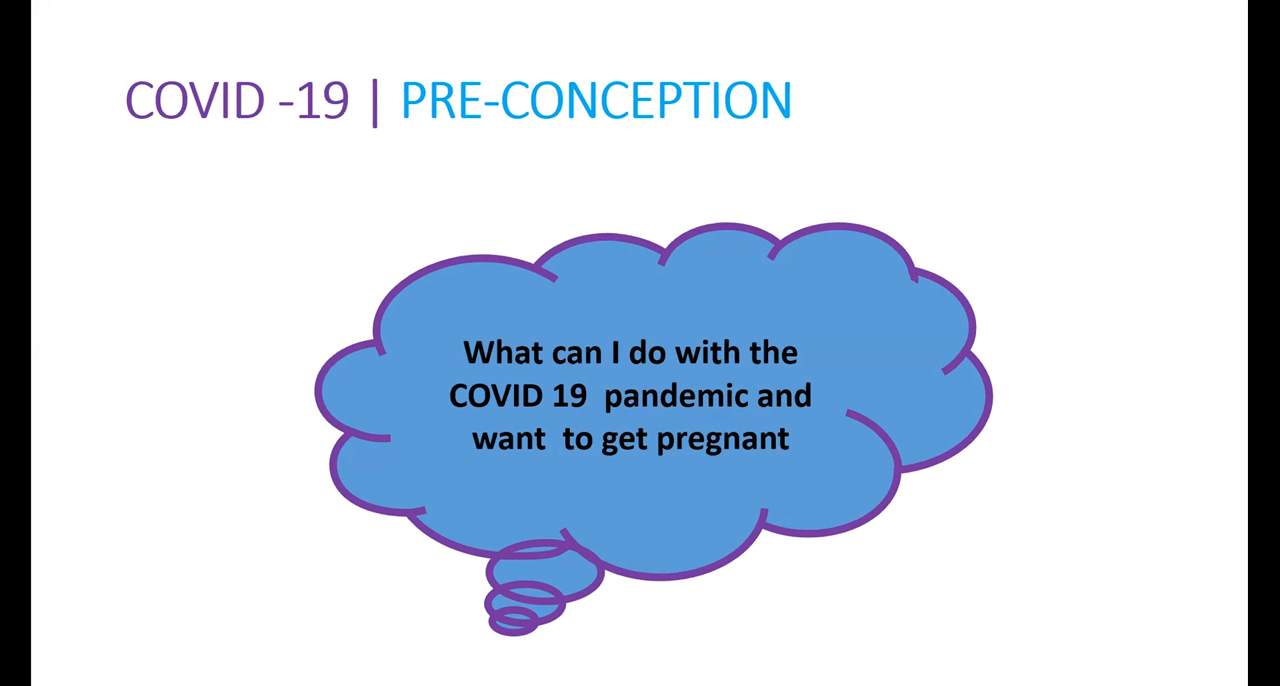 COVID -19 | PRE-CONCEPTION
What can I do with the
COVID 19  pandemic and
want  to get pregnant